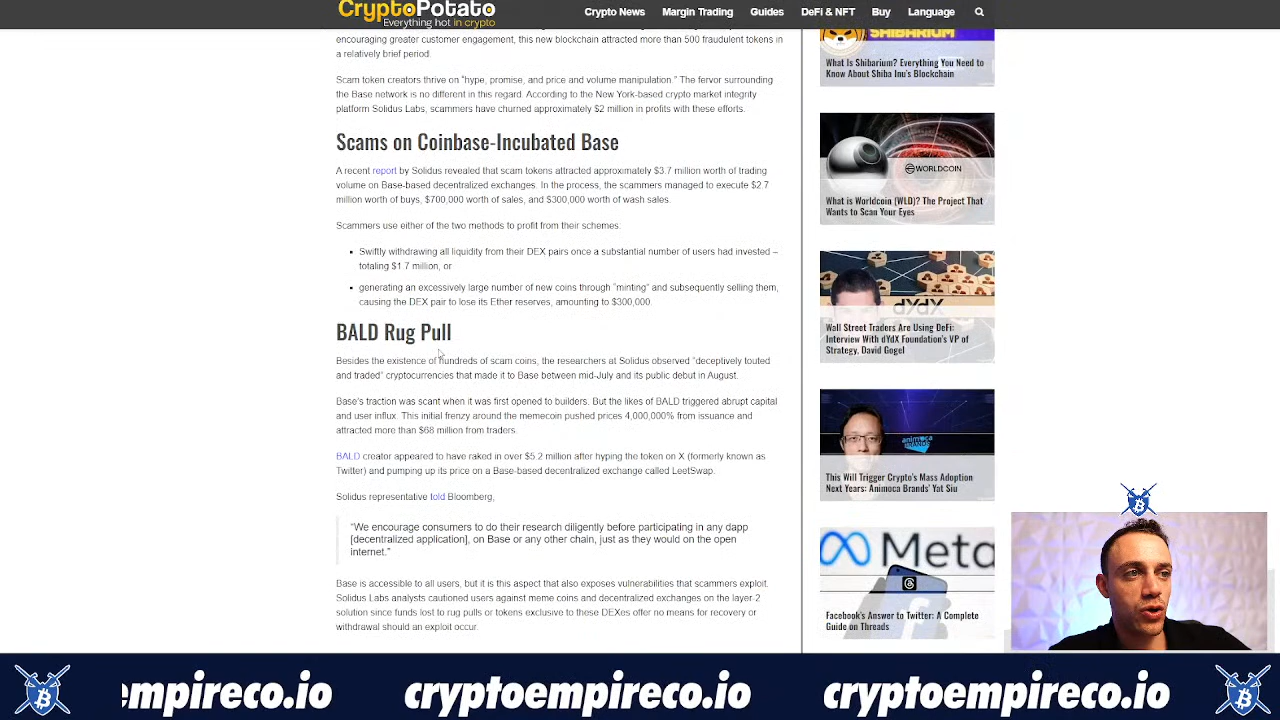 CryptoPotato
Everything hot in crypto
Crypto News Margin Trading Guides DeFi & NFT Buy Language
encouraging greater customer engagement, this new blockchain attracted more than 500 fraudulent tokens in
a relatively brief period.
Scam token creators thrive on "hype, promise, and price and volume manipulation." The fervor surrounding
the Base network is no different in this regard. According to the New York-based crypto market integrity
platform Solidus Labs, scammers have churned approximately $2 million in profits with these efforts.
Scams on Coinbase-Incubated Base
A recent report by Solidus revealed that scam tokens attracted approximately $3.7 million worth of trading
volume on Base-based decentralized exchanges. In the process, the scammers managed to execute $2.7
million worth of buys, $700,000 worth of sales, and $300,000 worth of wash sales.
Scammers use either of the two methods to profit from their schemes:
Swiftly withdrawing all liquidity from their DEX pairs once a substantial number of users had invested –
totaling $1.7 million, or
generating an excessively large number of new coins through "minting" and subsequently selling them,
causing the DEX pair to lose its Ether reserves, amounting to $300,000.
BALD Rug Pull
Besides the existence of hundreds of scam coins, the researchers at Solidus observed "deceptively touted
and traded" cryptocurrencies that made it to Base between mid-July and its public debut in August.
Base's traction was scant when it was first opened to builders. But the likes of BALD triggered abrupt capital
and user influx. This initial frenzy around the memecoin pushed prices 4,000,000% from issuance and
attracted more than $68 million from traders.
BALD creator appeared to have raked in over $5.2 million after hyping the token on X (formerly known as
Twitter) and pumping up its price on a Base-based decentralized exchange called LeetSwap.
Solidus representative told Bloomberg,
"We encourage consumers to do their research diligently before participating in any dapp
[decentralized application], on Base or any other chain, just as they would on the open
internet."
Base is accessible to all users, but it is this aspect that also exposes vulnerabilities that scammers exploit.
Solidus Labs analysts cautioned users against meme coins and decentralized exchanges on the layer-2
solution since funds lost to rug pulls or tokens exclusive to these DEXes offer no means for recovery or
withdrawal should an exploit occur.
SHIBARIUM
What Is Shibarium? Everything You Need to
Know About Shiba Inu's Blockchain
WORLDCOIN
What is Worldcoin (WLD)? The Project That
Wants to Scan Your Eyes
dYdX
Wall Street Traders Are Using DeFi:
Interview With dYdX Foundation's VP of
Strategy, David Gogel
animoca
BRANDS
This Will Trigger Crypto's Mass Adoption
Next Years: Animoca Brands' Yat Siu
Meta
Facebook's Answer to Twitter: A Complete
Guide on Threads
empireco.io cryptoempireco.io cryptoempireco.io